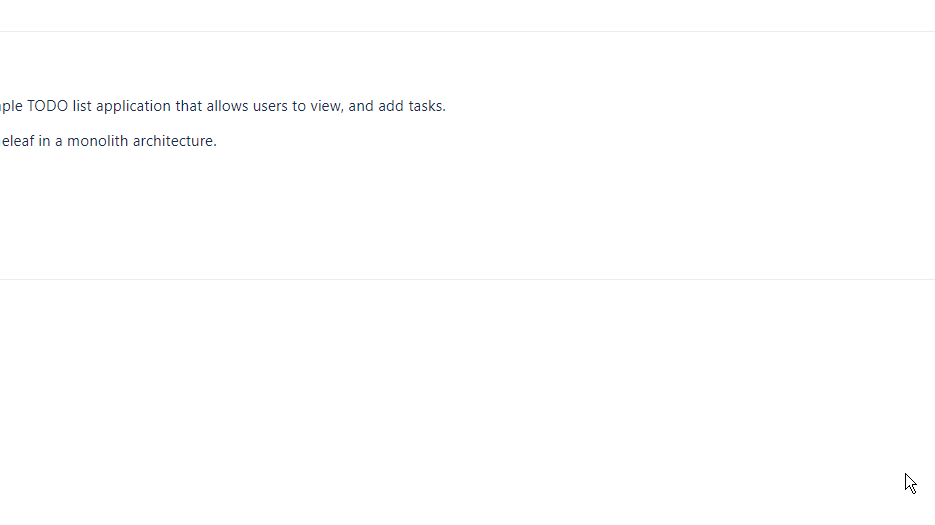 ple TODO list application that allows users to view, and add tasks.
eleaf in a monolith architecture.